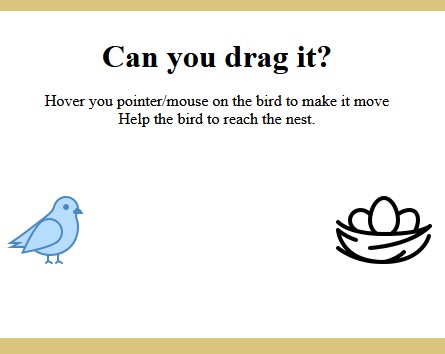 Can you drag it?
Hover you pointer/mouse on the bird to make it move
Help the bird to reach the nest.